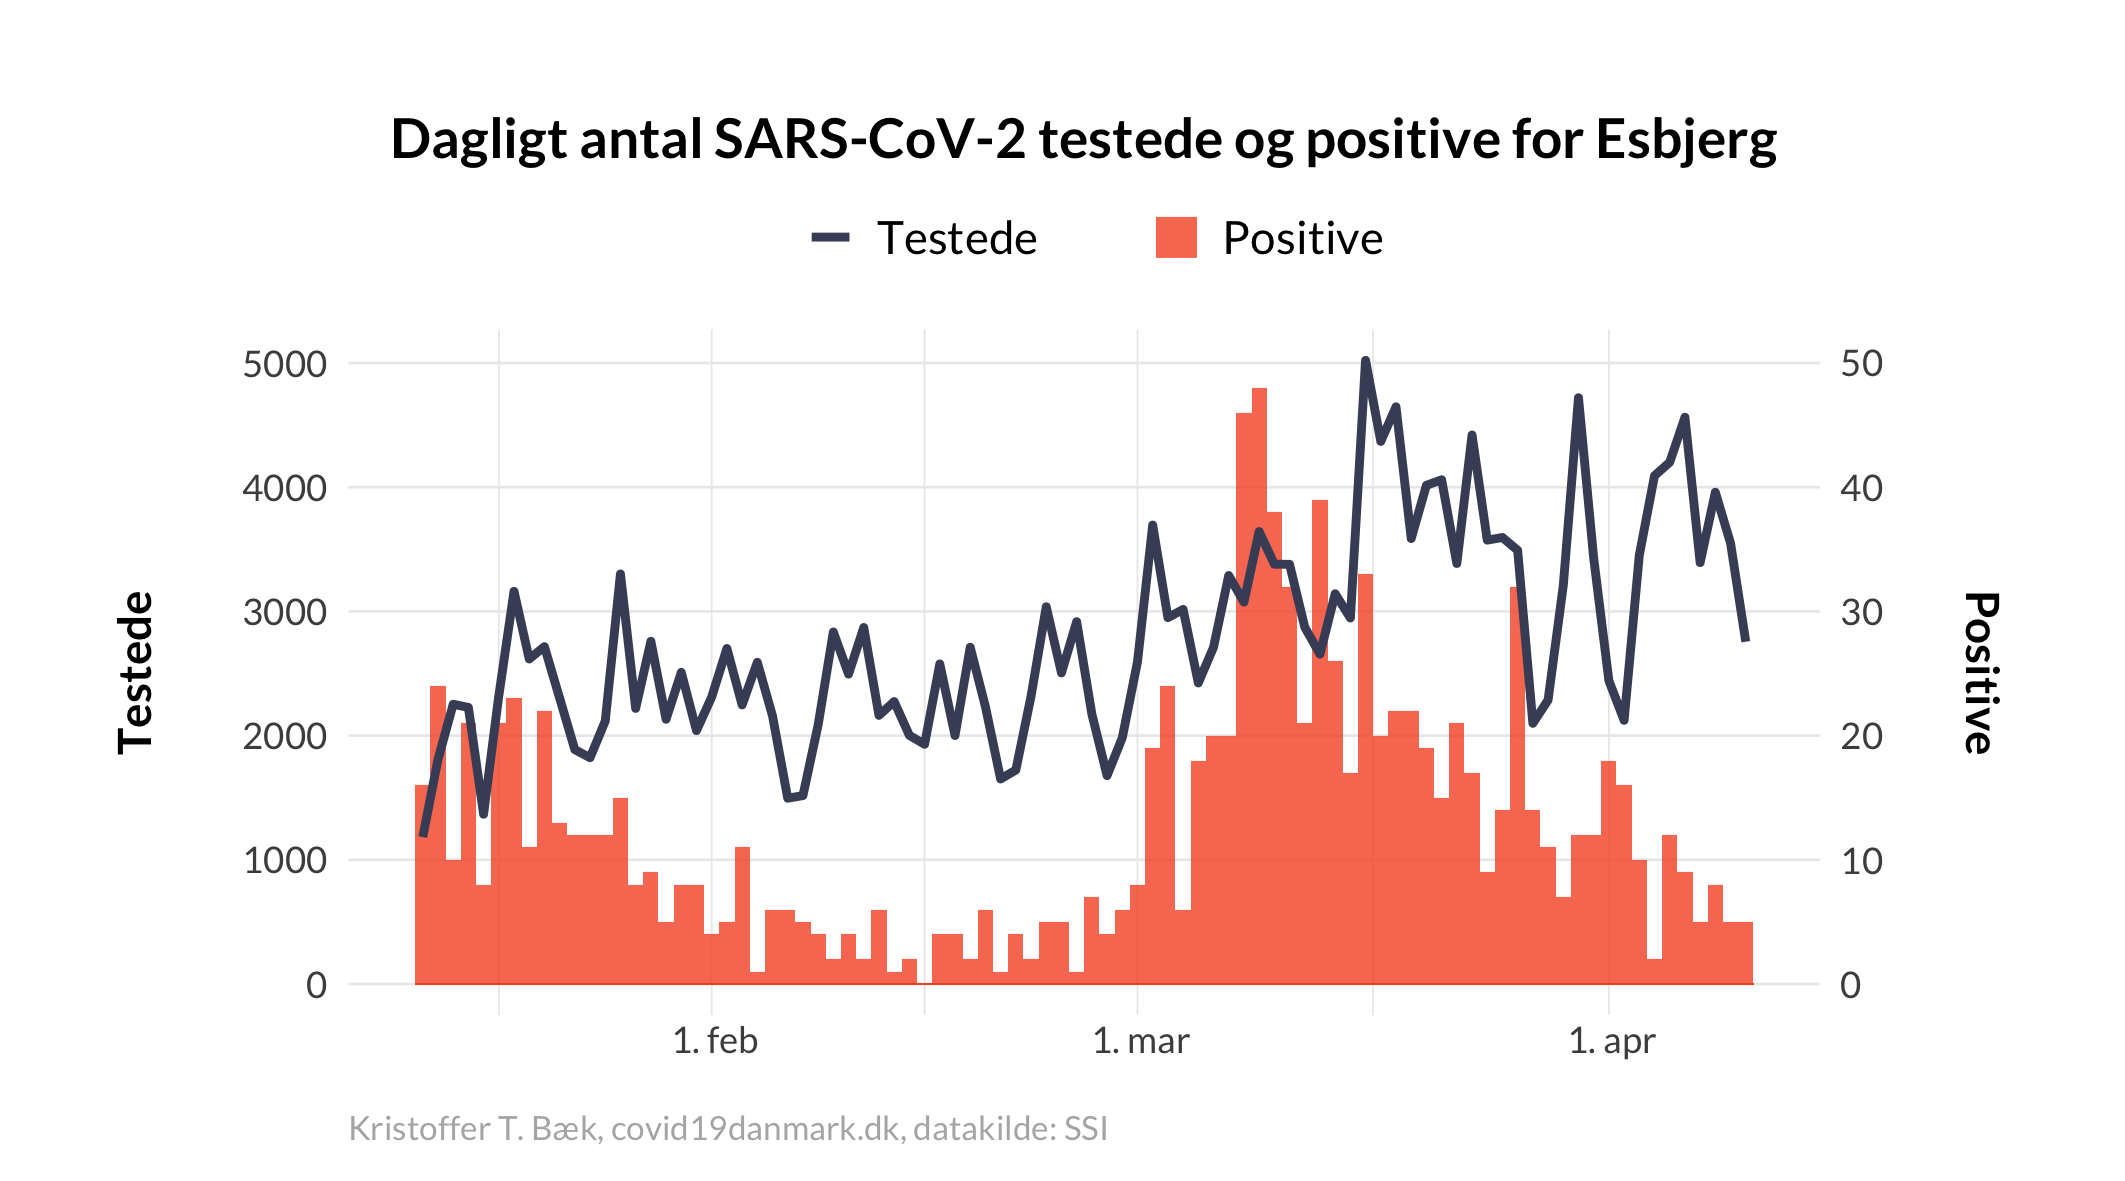 Dagligt antal SARS-CoV-2 testede og positive for Esbjerg
Testede
Positive
5000
4000
3000
2000
1000
0
Testede
50
40
30
20
10
0
Positive
1. feb
1. mar
1. apr
Kristoffer T. Bæk, covid19danmark.dk, datakilde: SSI